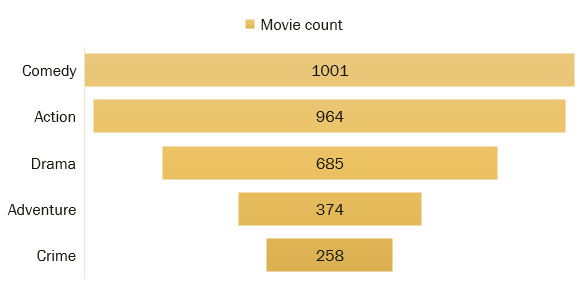 Movie count
Comedy 1001
Action 964
Drama 685
Adventure 374
Crime 258